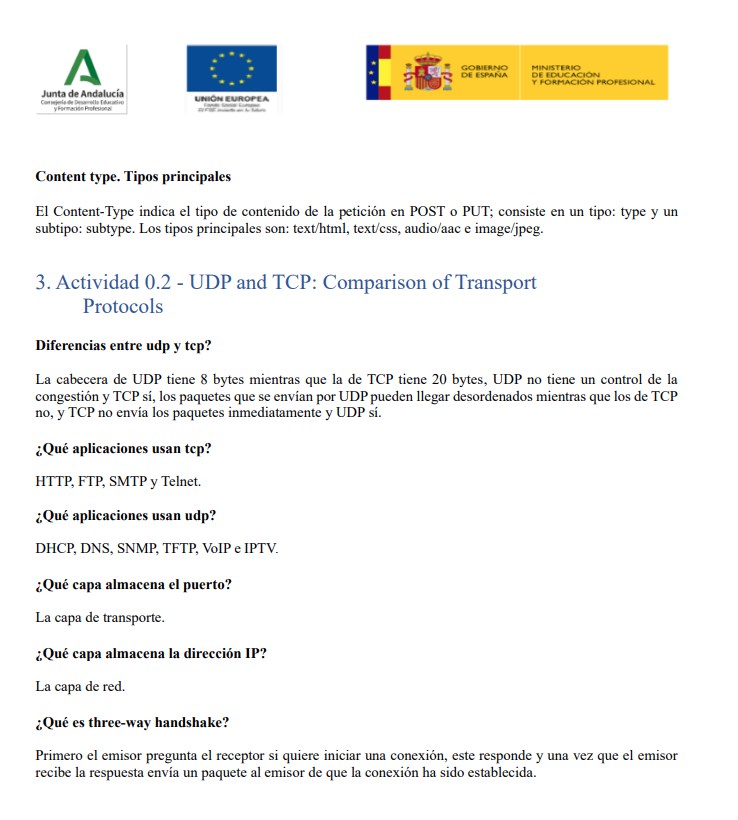 Junta de Andalucía
Consejería de Desarrollo Educativo
y Formación Profesional
UNIÓN EUROPEA
Fondo Social Europeo
GOBIERNO
DE ESPAÑA
MINISTERIO
DE EDUCACIÓN
Y FORMACIÓN PROFESIONAL
Content type. Tipos principales
El Content-Type indica el tipo de contenido de la petición en POST o PUT; consiste en un tipo: type y un
subtipo: subtype. Los tipos principales son: text/html, text/css, audio/aac e image/jpeg.
3. Actividad 0.2 - UDP and TCP: Comparison of Transport
Protocols
Diferencias entre udp y tcp?
La cabecera de UDP tiene 8 bytes mientras que la de TCP tiene 20 bytes, UDP no tiene un control de la
congestión y TCP sí, los paquetes que se envían por UDP pueden llegar desordenados mientras que los de TCP
no, y TCP no envía los paquetes inmediatamente y UDP sí.
¿Qué aplicaciones usan tcp?
HTTP, FTP, SMTP y Telnet.
¿Qué aplicaciones usan udp?
DHCP, DNS, SNMP, TFTP, VoIP e IPTV.
¿Qué capa almacena el puerto?
La capa de transporte.
¿Qué capa almacena la dirección IP?
La capa de red.
¿Qué es three-way handshake?
Primero el emisor pregunta el receptor si quiere iniciar una conexión, este responde y una vez que el emisor
recibe la respuesta envía un paquete al emisor de que la conexión ha sido establecida.